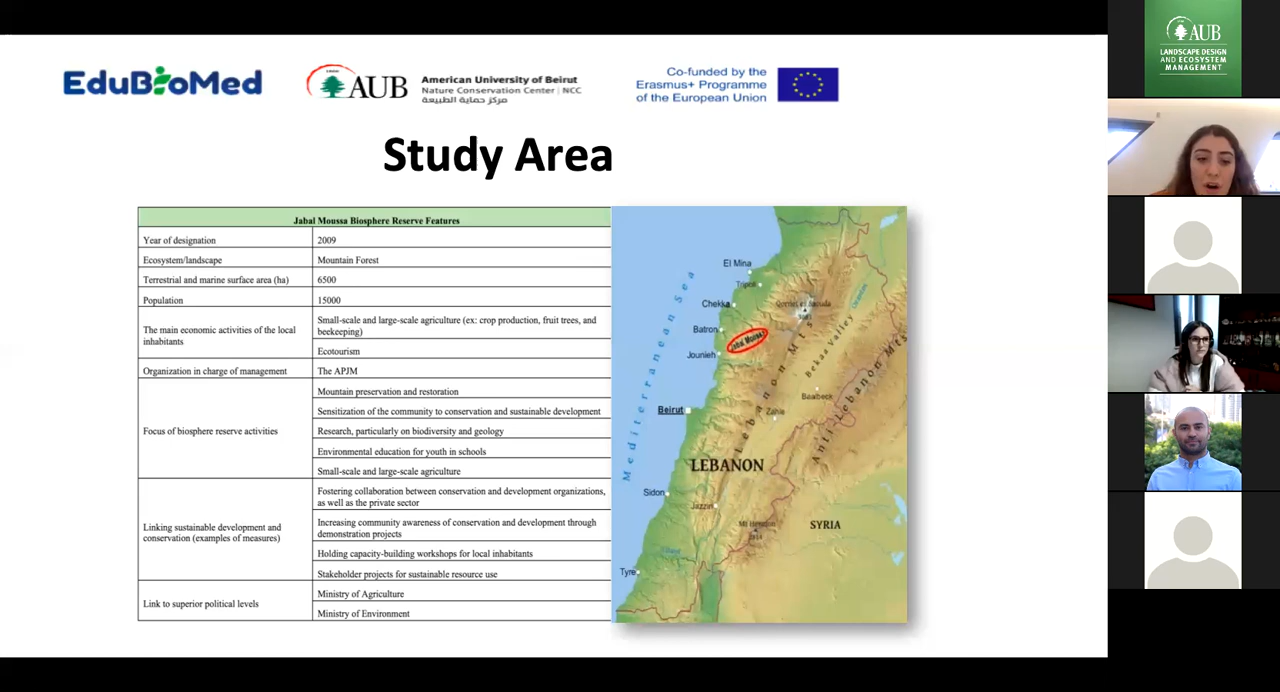 EduBioMed
AUB
American University of Beirut
Nature Conservation Center | NCC
مركز حماية الطبيعة
Co-funded by the
Erasmus+ Programme
of the European Union
Study Area
Jabal Moussa Biosphere Reserve Features
Year of designation
2009
Ecosystem/landscape
Mountain Forest
Terrestrial and marine surface area (ha)
6500
Population
15000
The main economic activities of the local
inhabitants
Small-scale and large-scale agriculture (ex: crop production, fruit trees, and
beekeeping)
Ecotourism
Organization in charge of management
The APJM
Focus of biosphere reserve activities
Mountain preservation and restoration
Sensitization of the community to conservation and sustainable development
Research, particularly on biodiversity and geology
Environmental education for youth in schools
Small-scale and large-scale agriculture
Linking sustainable development and
conservation (examples of measures)
Fostering collaboration between conservation and development organizations,
as well as the private sector
Increasing community awareness of conservation and development through
demonstration projects
Holding capacity-building workshops for local inhabitants
Stakeholder projects for sustainable resource use
Link to superior political levels
Ministry of Agriculture
Ministry of Environment
El Mina
Tripoli
Chekka
Batron
Jounieh
Jabal Moussa
Beirut
Mediterranean Sea
Lebanon Mts
Bekaa Valley
Anti Lebanon Mts
Baalbeck
Zahle
LEBANON
Sidon
Jazzin
SYRIA
Tyre
AUB
LANDSCAPE DESIGN
AND ECOSYSTEM
MANAGEMENT